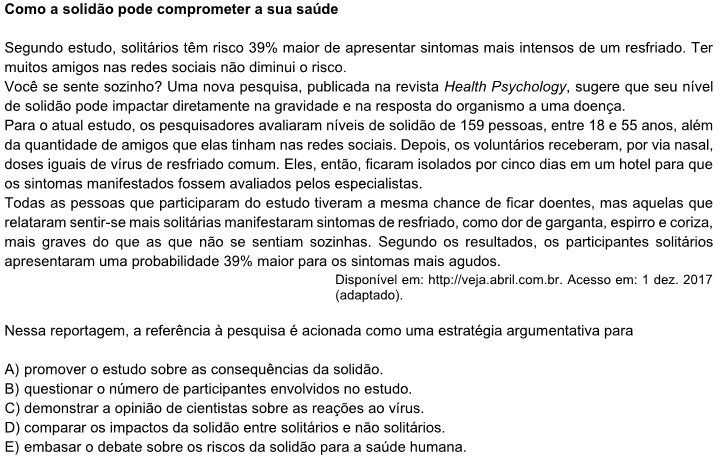 Como a solidão pode comprometer a sua saúde
Segundo estudo, solitários têm risco 39% maior de apresentar sintomas mais intensos de um resfriado. Ter
muitos amigos nas redes sociais não diminui o risco.
Você se sente sozinho? Uma nova pesquisa, publicada na revista Health Psychology, sugere que seu nível
de solidão pode impactar diretamente na gravidade e na resposta do organismo a uma doença.
Para o atual estudo, os pesquisadores avaliaram níveis de solidão de 159 pessoas, entre 18 e 55 anos, além
da quantidade de amigos que elas tinham nas redes sociais. Depois, os voluntários receberam, por via nasal,
doses iguais de vírus de resfriado comum. Eles, então, ficaram isolados por cinco dias em um hotel para que
os sintomas manifestados fossem avaliados pelos especialistas.
Todas as pessoas que participaram do estudo tiveram a mesma chance de ficar doentes, mas aquelas que
relataram sentir-se mais solitárias manifestaram sintomas de resfriado, como dor de garganta, espirro e coriza,
mais graves do que as que não se sentiam sozinhas. Segundo os resultados, os participantes solitários
apresentaram uma probabilidade 39% maior para os sintomas mais agudos.
Disponível em: http://veja.abril.com.br. Acesso em: 1 dez. 2017
(adaptado).
Nessa reportagem, a referência à pesquisa é acionada como uma estratégia argumentativa para
A) promover o estudo sobre as consequências da solidão.
B) questionar o número de participantes envolvidos no estudo.
C) demonstrar a opinião de cientistas sobre as reações ao vírus.
D) comparar os impactos da solidão entre solitários e não solitários.
E) embasar o debate sobre os riscos da solidão para a saúde humana.